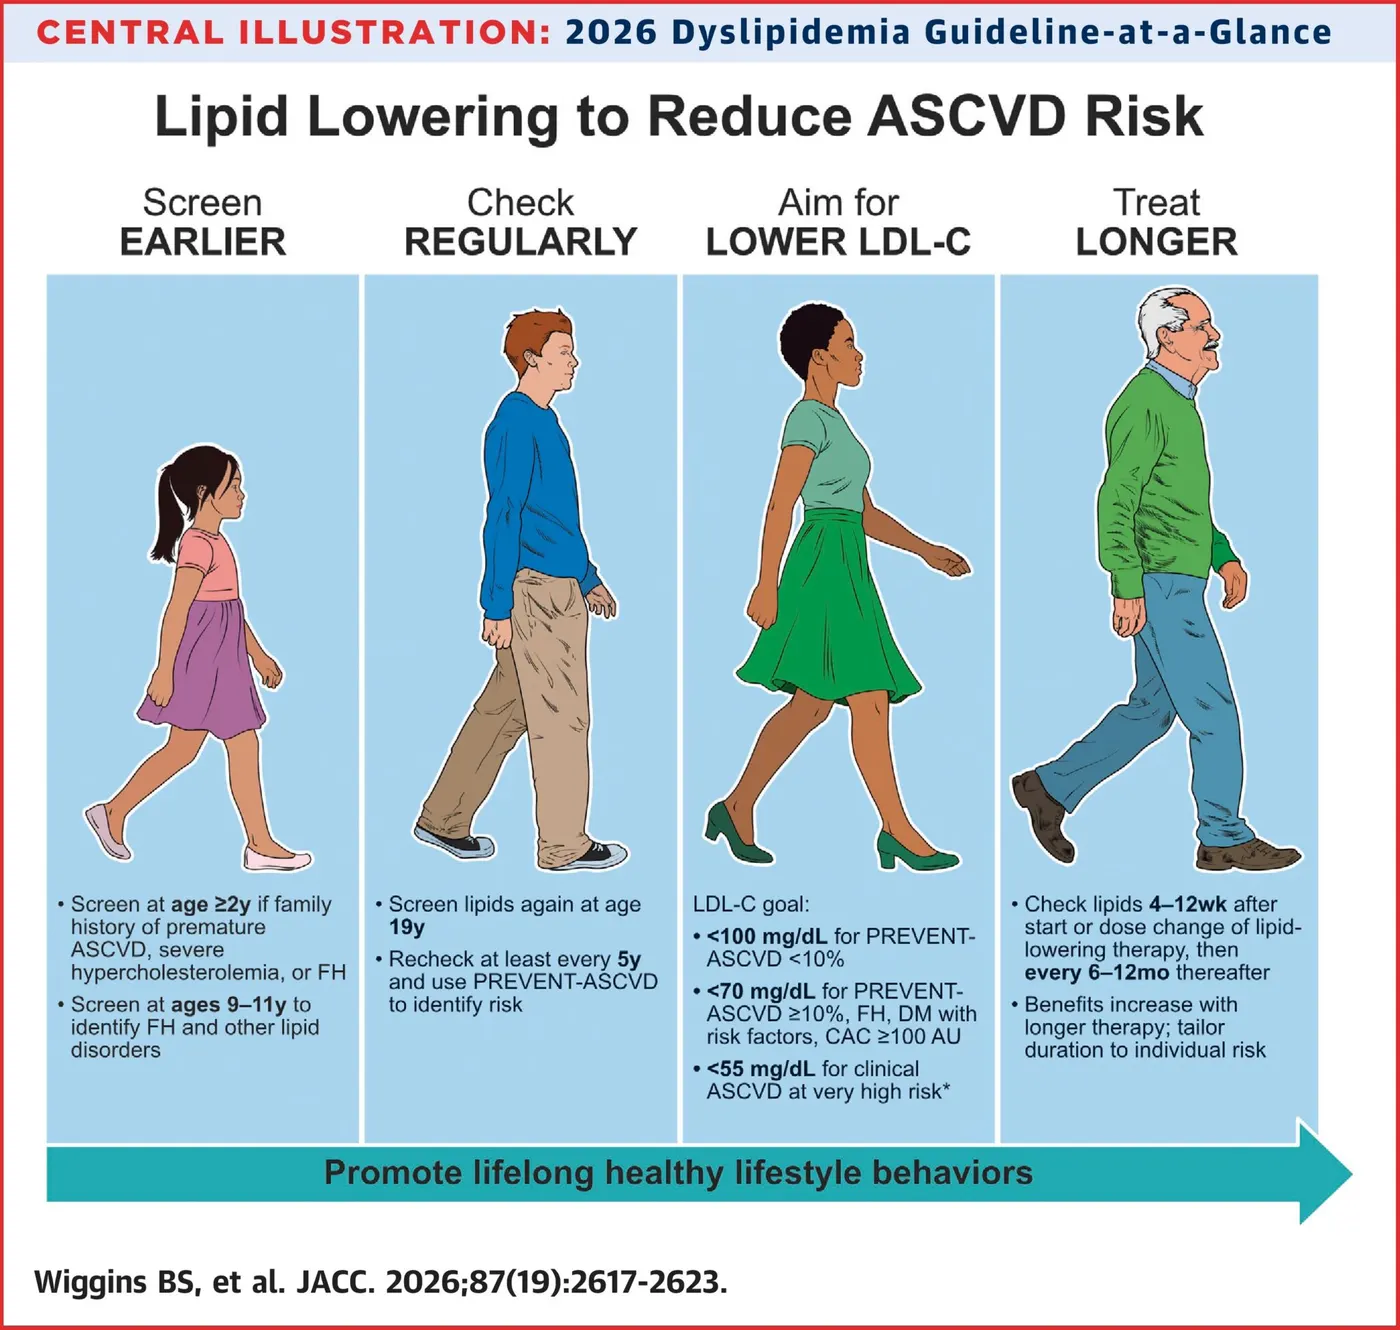 CENTRAL ILLUSTRATION: 2026 Dyslipidemia Guideline-at-a-Glance
Lipid Lowering to Reduce ASCVD Risk
Screen
EARLIER
• Screen at age ≥2y if family
history of premature
ASCVD, severe
hypercholesterolemia, or FH
• Screen at ages 9–11y to
identify FH and other lipid
disorders
Check
REGULARLY
• Screen lipids again at age
19y
• Recheck at least every 5y
and use PREVENT-ASCVD
to identify risk
Aim for
LOWER LDL-C
LDL-C goal:
• <100 mg/dL for PREVENT-
ASCVD <10%
• <70 mg/dL for PREVENT-
ASCVD ≥10%, FH, DM with
risk factors, CAC ≥100 AU
• <55 mg/dL for clinical
ASCVD at very high risk*
Treat
LONGER
• Check lipids 4–12wk after
start or dose change of lipid-
lowering therapy, then
every 6–12mo thereafter
• Benefits increase with
longer therapy; tailor
duration to individual risk
Promote lifelong healthy lifestyle behaviors
Wiggins BS, et al. JACC. 2026;87(19):2617-2623.